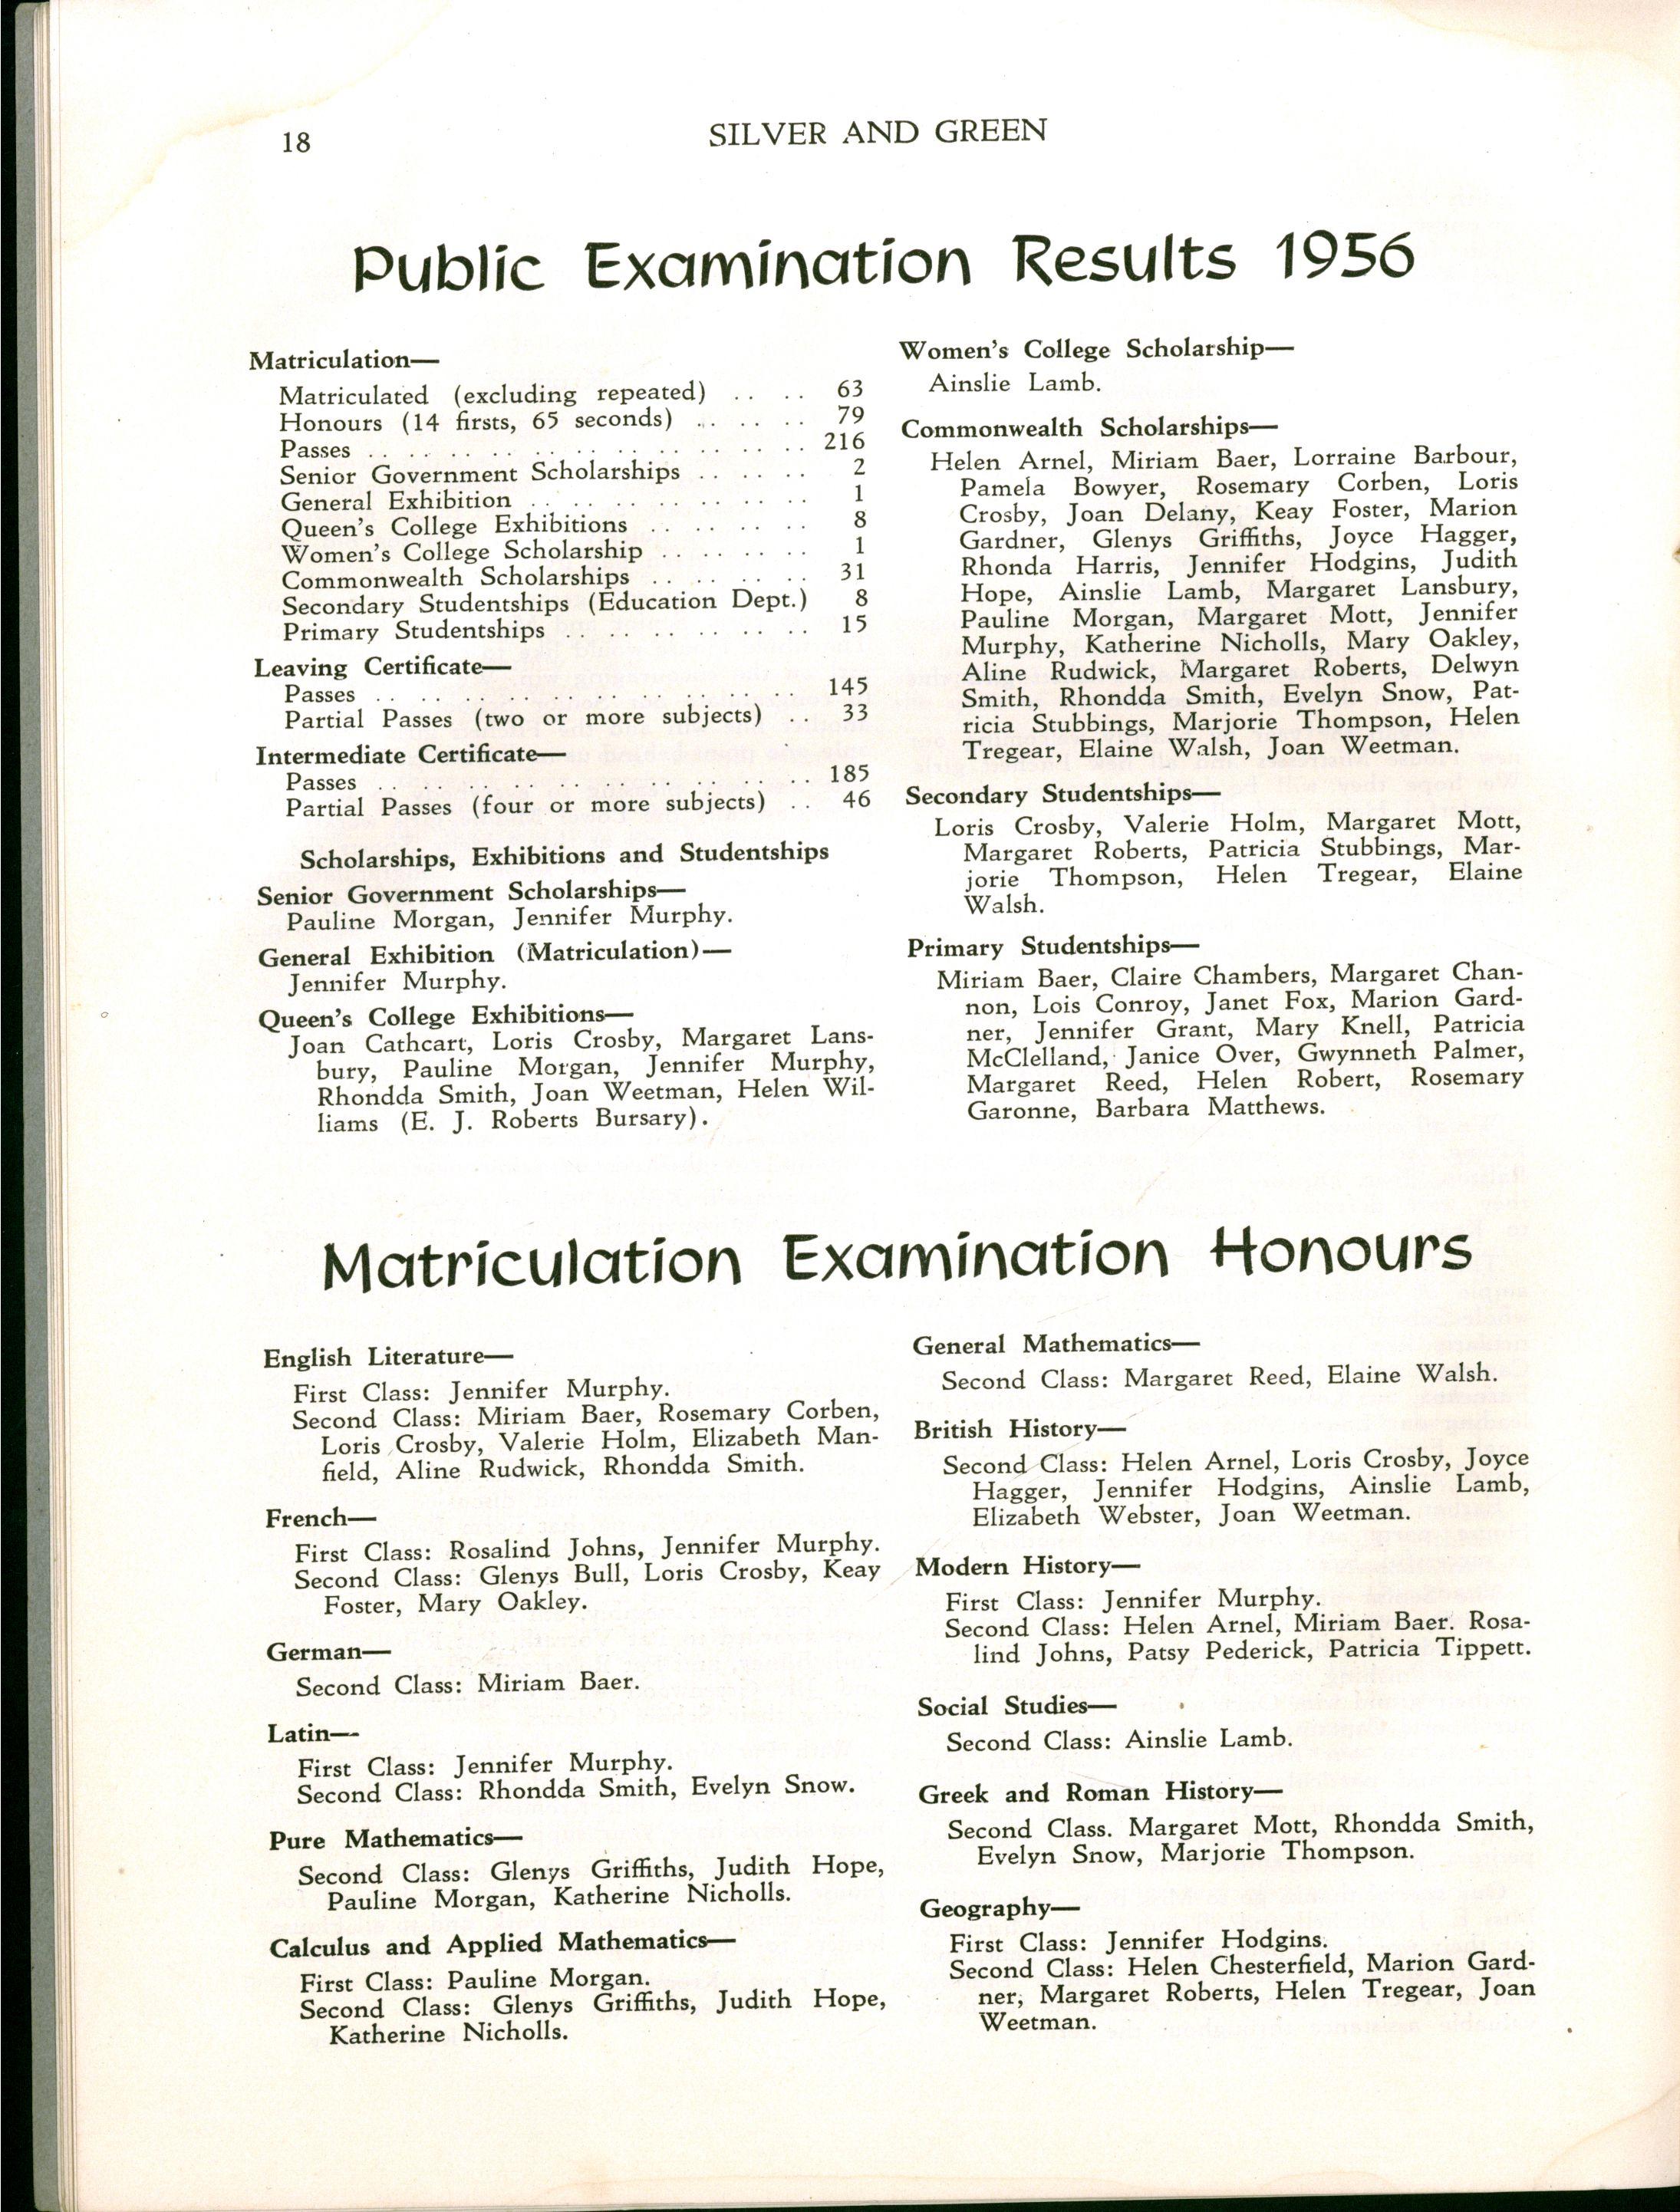 18
SILVER AND GREEN
Public Examination Results 1956
Matriculation—
Matriculated (excluding repeated) .. .. 63
Honours (14 firsts, 65 seconds) .. .. .. 79
Passes .. .. .. .. .. .. .. .. .. .. .. 216
Senior Government Scholarships .. .. .. 2
General Exhibition .. .. .. .. .. .. .. 1
Queen's College Exhibitions .. .. .. .. 8
Women's College Scholarship .. .. .. .. 1
Commonwealth Scholarships .. .. .. .. 31
Secondary Studentships (Education Dept.) 8
Primary Studentships .. .. .. .. .. .. 15
Leaving Certificate—
Passes .. .. .. .. .. .. .. .. .. .. 145
Partial Passes (two or more subjects) .. 33
Intermediate Certificate—
Passes .. .. .. .. .. .. .. .. .. .. 185
Partial Passes (four or more subjects) .. 46
Scholarships, Exhibitions and Studentships
Senior Government Scholarships—
Pauline Morgan, Jennifer Murphy.
General Exhibition (Matriculation)—
Jennifer Murphy.
Queen's College Exhibitions—
Joan Cathcart, Loris Crosby, Margaret Lans-
bury, Pauline Morgan, Jennifer Murphy,
Rhondda Smith, Joan Weetman, Helen Wil-
liams (E. J. Roberts Bursary).
Women's College Scholarship—
Ainslie Lamb.
Commonwealth Scholarships—
Helen Arnel, Miriam Baer, Lorraine Barbour,
Pamela Bowyer, Rosemary Corben, Loris
Crosby, Joan Delany, Keay Foster, Marion
Gardner, Glenys Griffiths, Joyce Hagger,
Rhonda Harris, Jennifer Hodgins, Judith
Hope, Ainslie Lamb, Margaret Lansbury,
Pauline Morgan, Margaret Mott, Jennifer
Murphy, Katherine Nicholls, Mary Oakley,
Aline Rudwick, Margaret Roberts, Delwyn
Smith, Rhondda Smith, Evelyn Snow, Pat-
ricia Stubbings, Marjorie Thompson, Helen
Tregear, Elaine Walsh, Joan Weetman.
Secondary Studentships—
Loris Crosby, Valerie Holm, Margaret Mott,
Margaret Roberts, Patricia Stubbings, Mar-
jorie Thompson, Helen Tregear, Elaine
Walsh.
Primary Studentships—
Miriam Baer, Claire Chambers, Margaret Chan-
non, Lois Conroy, Janet Fox, Marion Gard-
ner, Jennifer Grant, Mary Knell, Patricia
McClelland, Janice Over, Gwynneth Palmer,
Margaret Reed, Helen Robert, Rosemary
Garonne, Barbara Matthews.
Matriculation Examination Honours
English Literature—
First Class: Jennifer Murphy.
Second Class: Miriam Baer, Rosemary Corben,
Loris Crosby, Valerie Holm, Elizabeth Man-
field, Aline Rudwick, Rhondda Smith.
French—
First Class: Rosalind Johns, Jennifer Murphy.
Second Class: Glenys Bull, Loris Crosby, Keay
Foster, Mary Oakley.
German—
Second Class: Miriam Baer.
Latin—
First Class: Jennifer Murphy.
Second Class: Rhondda Smith, Evelyn Snow.
Pure Mathematics—
Second Class: Glenys Griffiths, Judith Hope,
Pauline Morgan, Katherine Nicholls.
Calculus and Applied Mathematics—
First Class: Pauline Morgan.
Second Class: Glenys Griffiths, Judith Hope,
Katherine Nicholls.
General Mathematics—
Second Class: Margaret Reed, Elaine Walsh.
British History—
Second Class: Helen Arnel, Loris Crosby, Joyce
Hagger, Jennifer Hodgins, Ainslie Lamb,
Elizabeth Webster, Joan Weetman.
Modern History—
First Class: Jennifer Murphy.
Second Class: Helen Arnel, Miriam Baer. Rosa-
lind Johns, Patsy Pederick, Patricia Tippett.
Social Studies—
Second Class: Ainslie Lamb.
Greek and Roman History—
Second Class. Margaret Mott, Rhondda Smith,
Evelyn Snow, Marjorie Thompson.
Geography—
First Class: Jennifer Hodgins.
Second Class: Helen Chesterfield, Marion Gard-
ner, Margaret Roberts, Helen Tregear, Joan
Weetman.